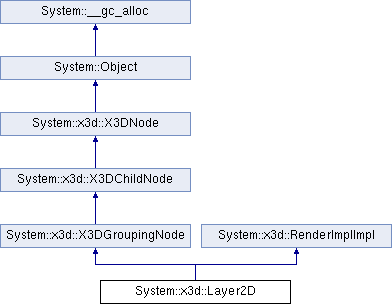 System::__gc_alloc
System::Object
System::x3d::X3DNode
System::x3d::X3DChildNode
System::x3d::X3DGroupingNode
System::x3d::RenderImplImpl
System::x3d::Layer2D